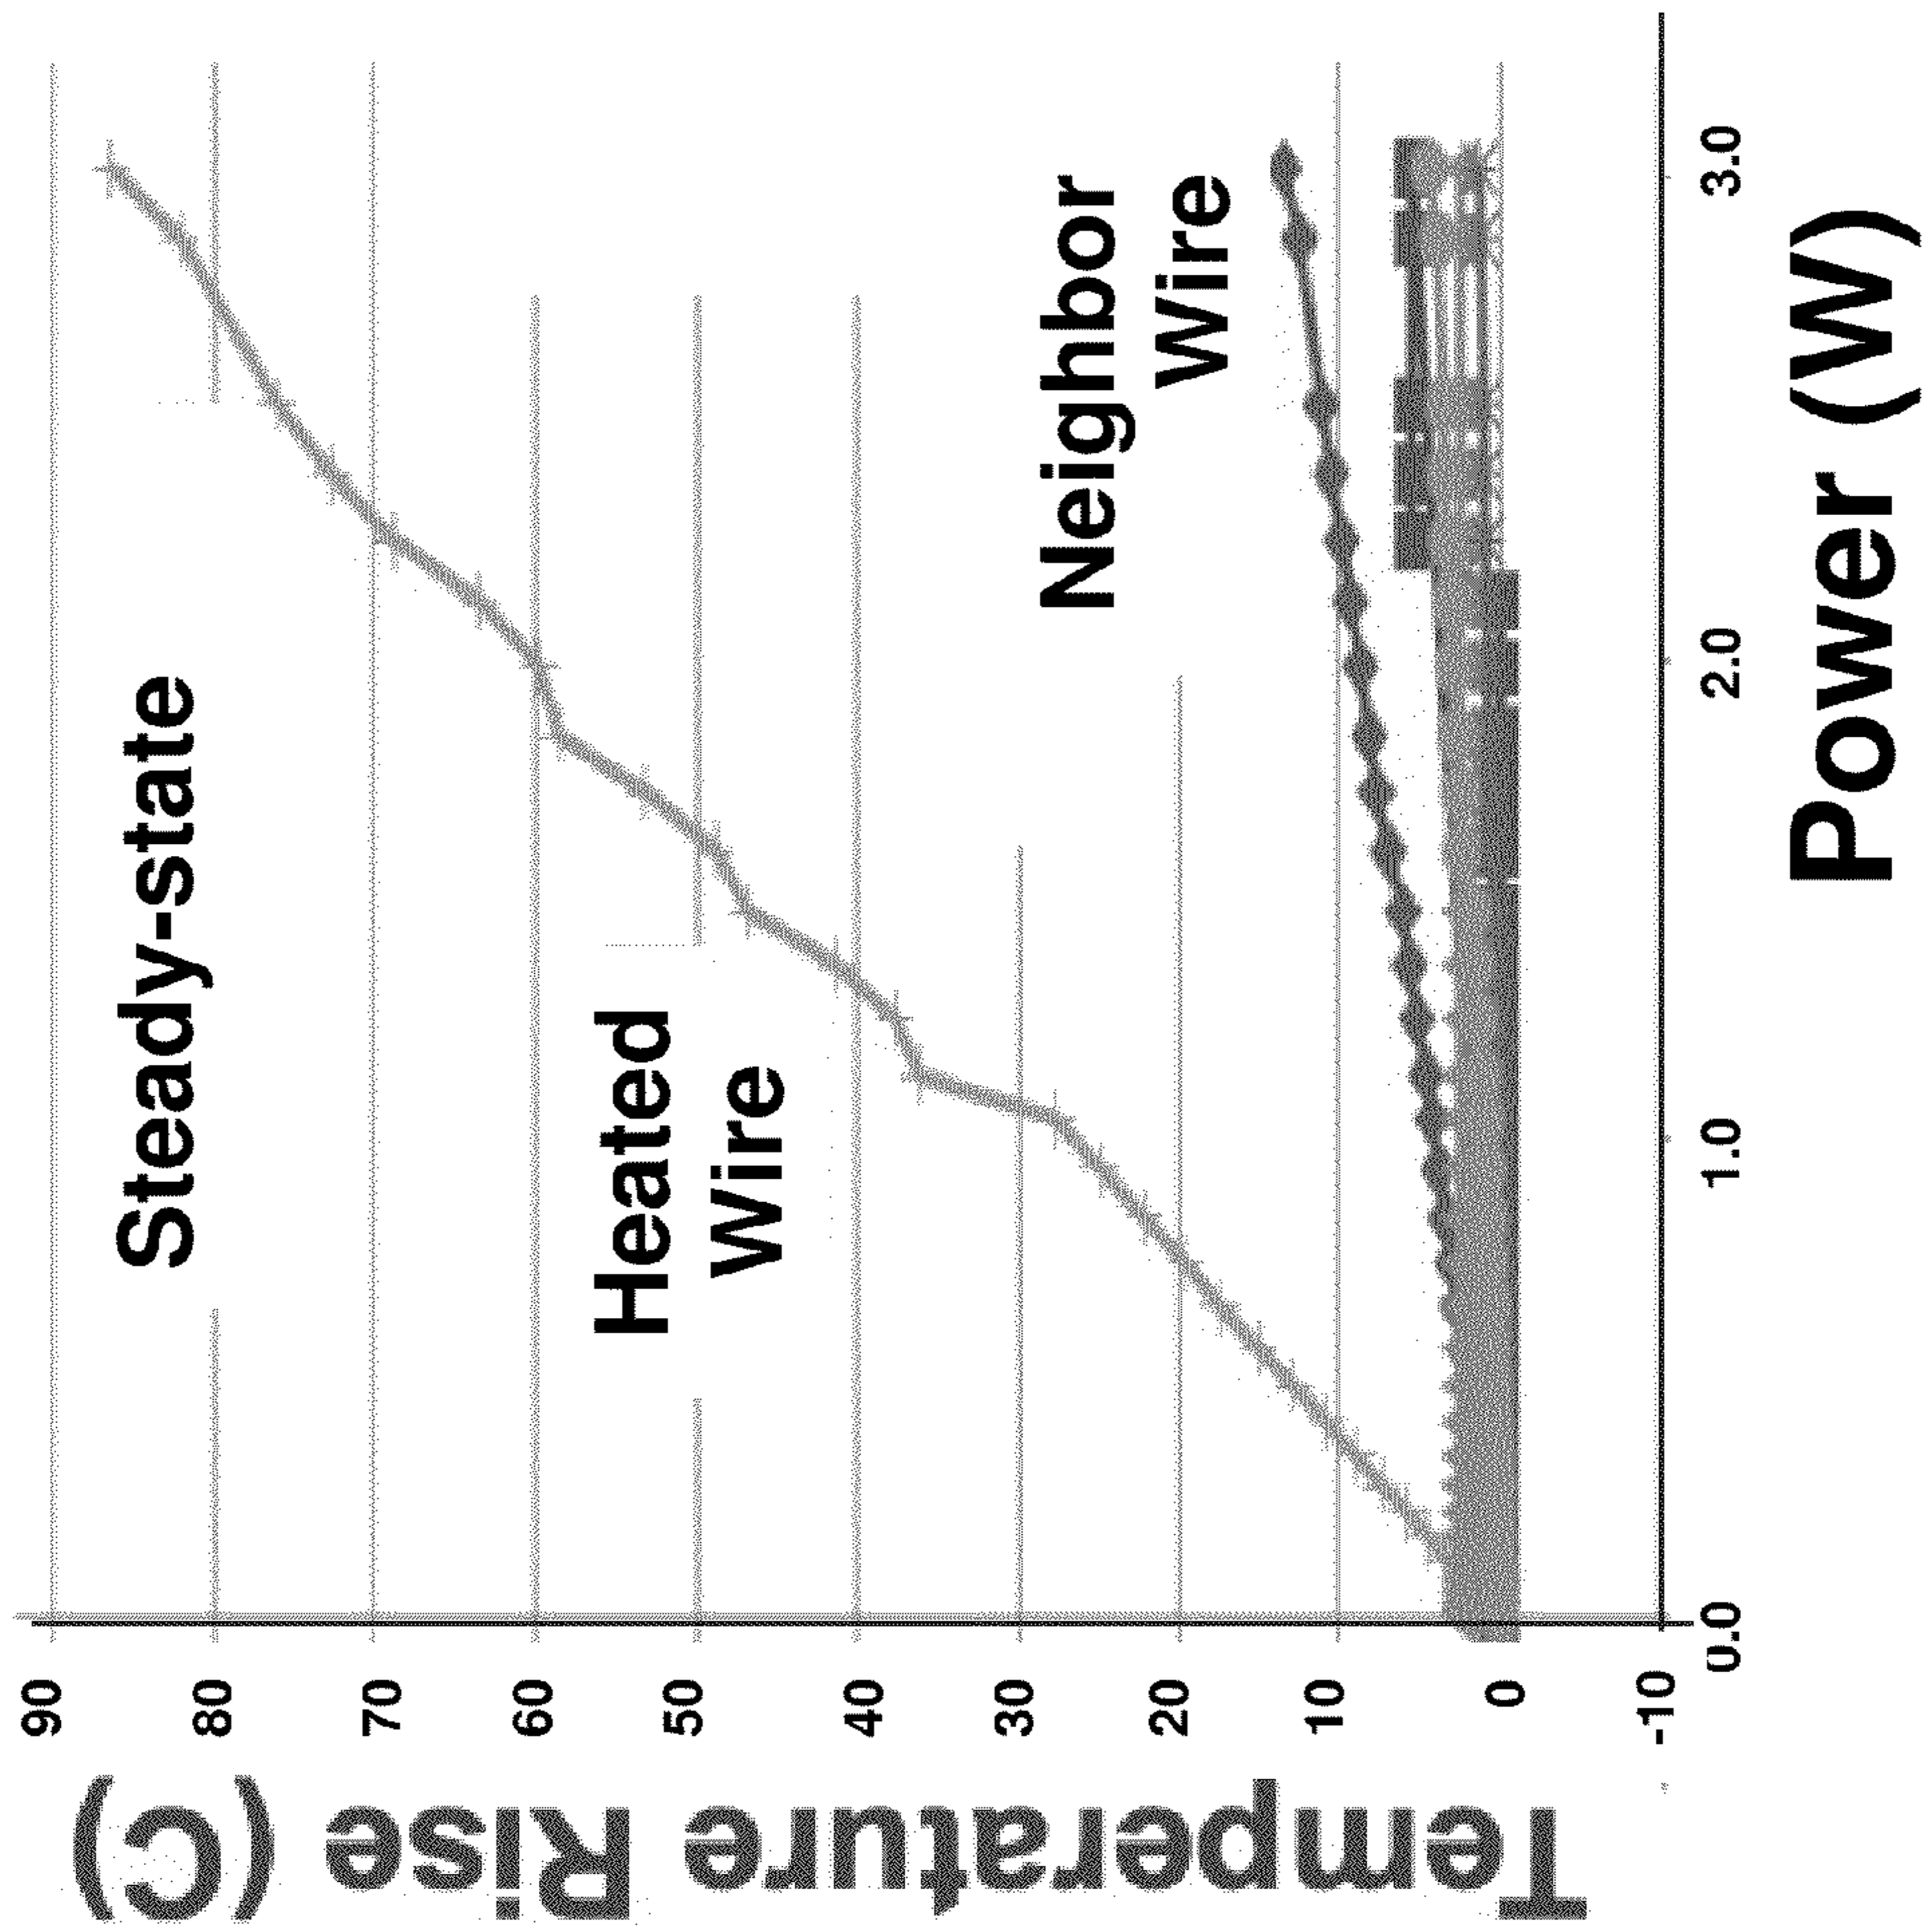 Steady-state
Heated
Wire
Neighbor
Wire
Temperature Rise (C)
90
80
70
60
50
40
30
20
10
0
-10
0.0
1.0
2.0
3.0
Power (W)